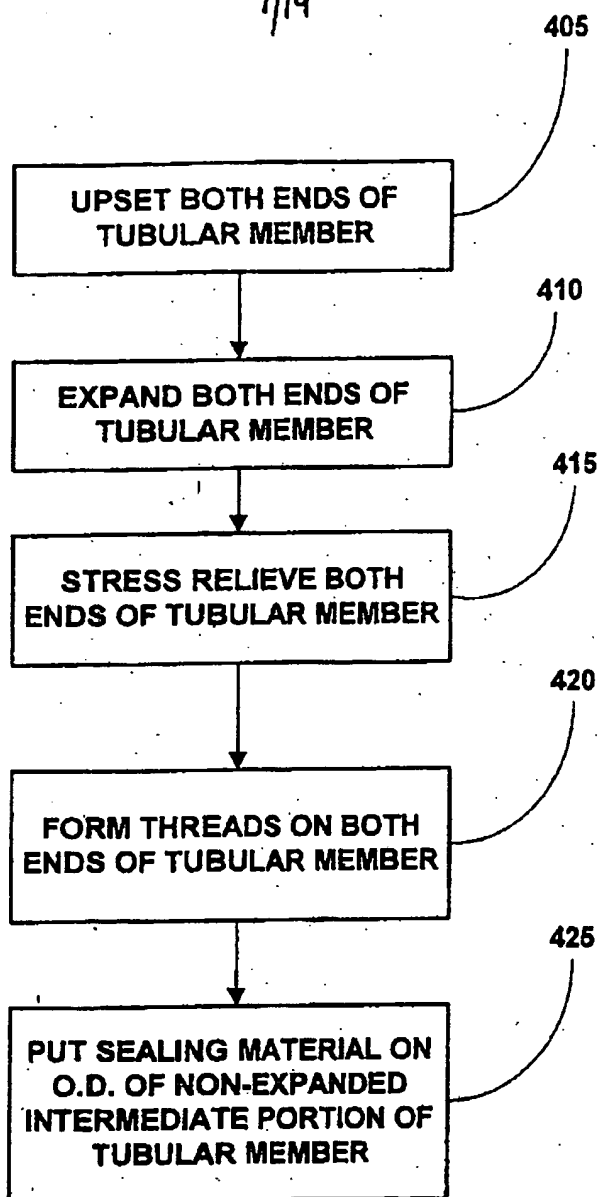 405
UPSET BOTH ENDS OF
TUBULAR MEMBER
410
EXPAND BOTH ENDS OF
TUBULAR MEMBER
415
STRESS RELIEVE BOTH
ENDS OF TUBULAR MEMBER
420
FORM THREADS ON BOTH
ENDS OF TUBULAR MEMBER
425
PUT SEALING MATERIAL ON
O.D. OF NON-EXPANDED
INTERMEDIATE PORTION OF
TUBULAR MEMBER